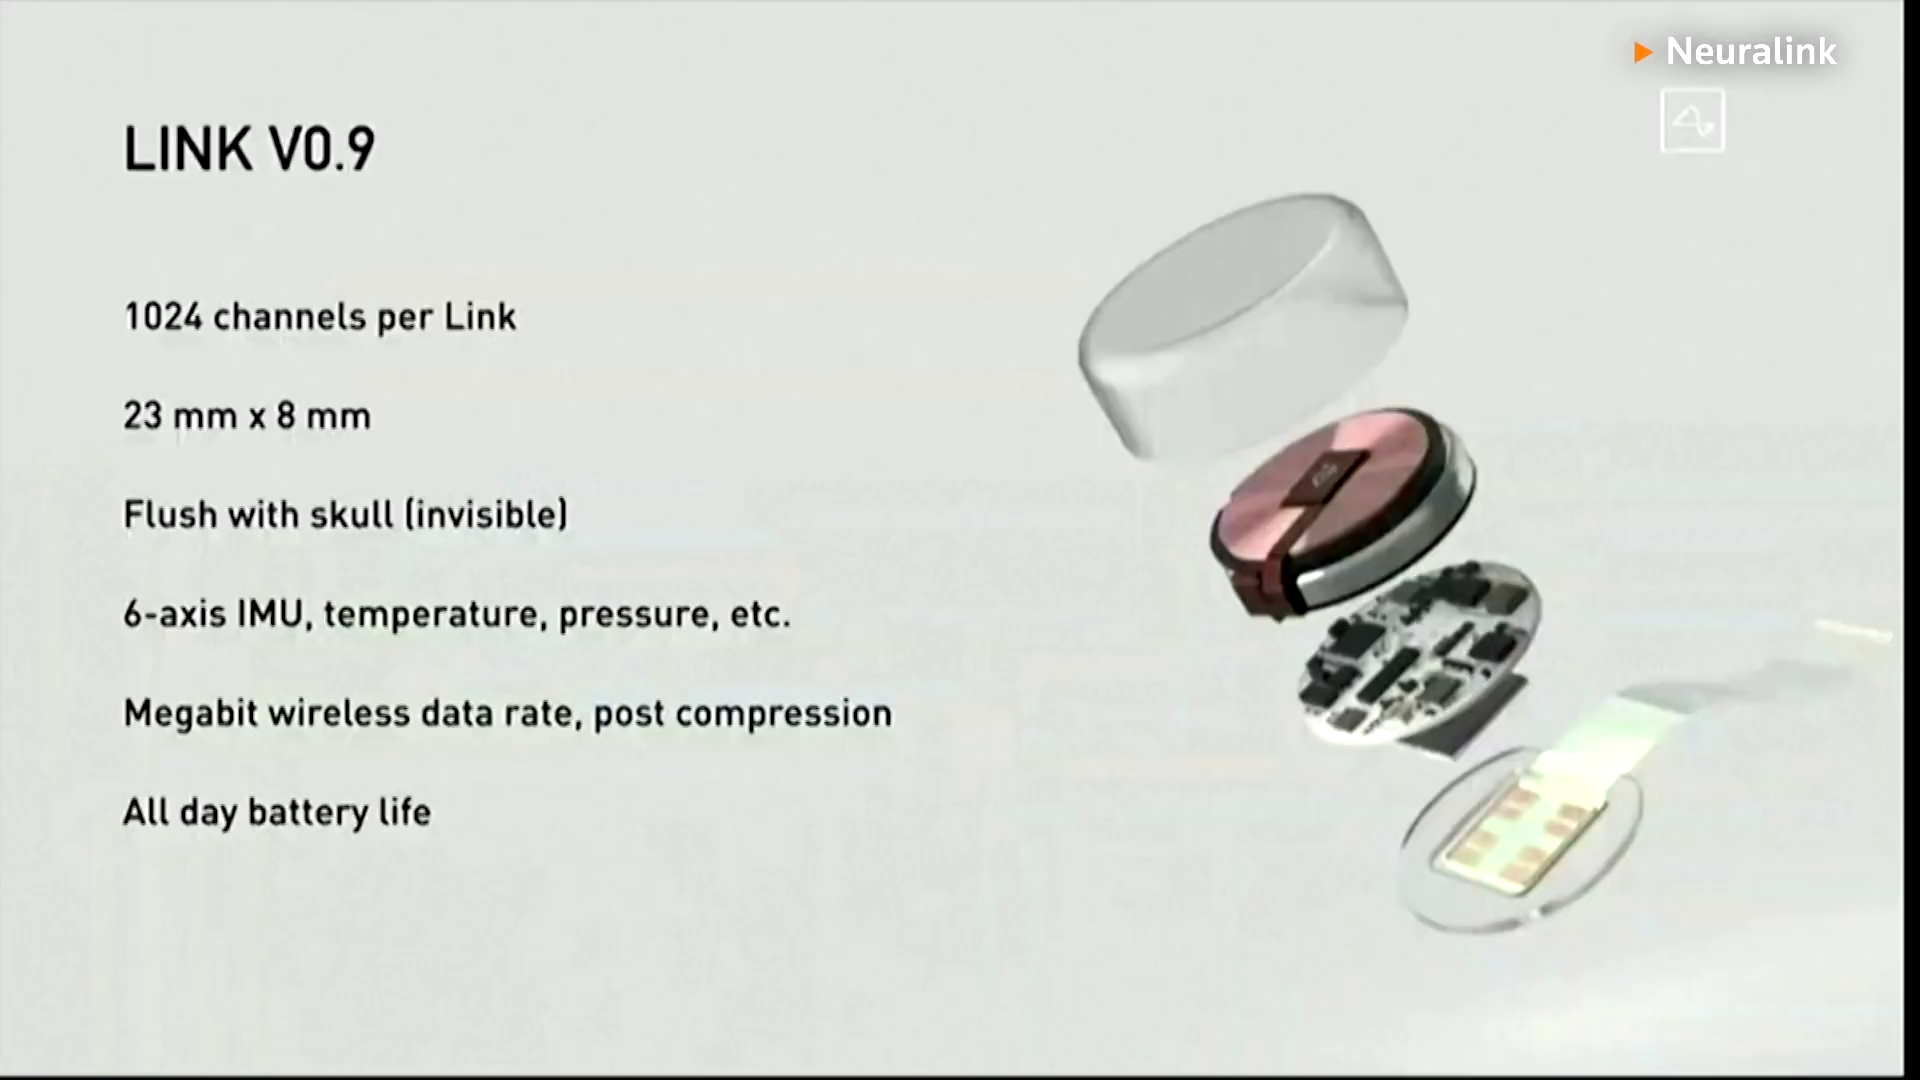 Neuralink
LINK V0.9
1024 channels per Link
23 mm x 8 mm
Flush with skull (invisible)
6-axis IMU, temperature, pressure, etc.
Megabit wireless data rate, post compression
All day battery life